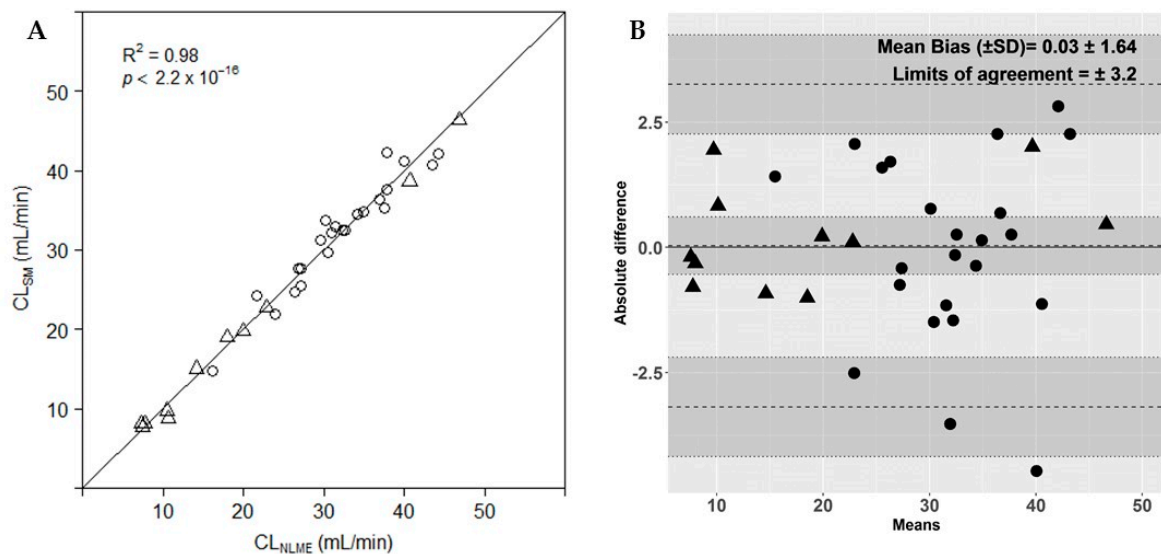 A
R² = 0.98
p < 2.2 x 10⁻¹⁶
50
40
30
20
10
CL_SM (mL/min)
10
20
30
40
50
CL_NLME (mL/min)
B
Mean Bias (±SD)= 0.03 ± 1.64
Limits of agreement = ± 3.2
2.5
0.0
-2.5
Absolute difference
10
20
30
40
50
Means